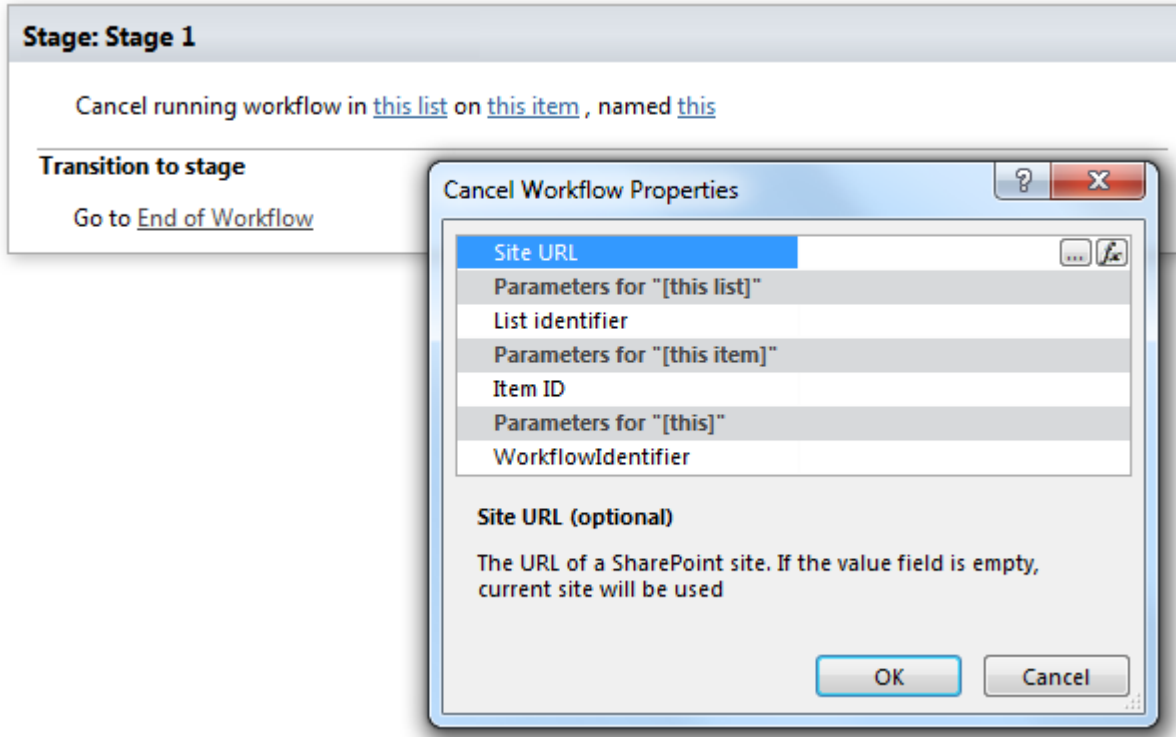 Stage: Stage 1
Cancel running workflow in this list on this item , named this
Transition to stage
Go to End of Workflow
Cancel Workflow Properties
?
X
Site URL
...
fx
Parameters for "[this list]"
List identifier
Parameters for "[this item]"
Item ID
Parameters for "[this]"
WorkflowIdentifier
Site URL (optional)
The URL of a SharePoint site. If the value field is empty,
current site will be used
OK
Cancel